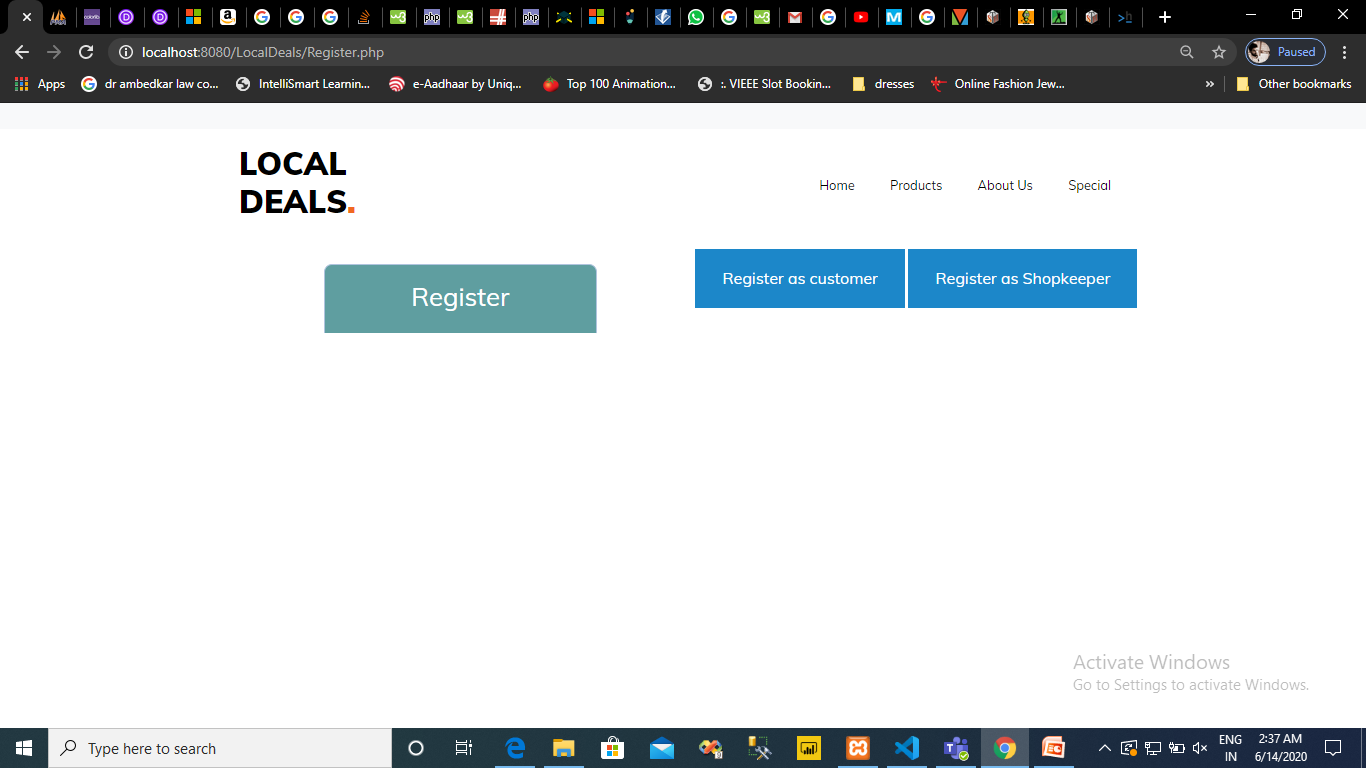 localhost:8080/LocalDeals/Register.php
Paused
Apps
dr ambedkar law co...
IntelliSmart Learnin...
e-Aadhaar by Uniq...
Top 100 Animation...
:. VIEEE Slot Bookin...
dresses
Online Fashion Jew...
»
Other bookmarks
LOCAL
DEALS.
Home
Products
About Us
Special
Register
Register as customer
Register as Shopkeeper
Activate Windows
Go to Settings to activate Windows.
Type here to search
ENG
IN
2:37 AM
6/14/2020